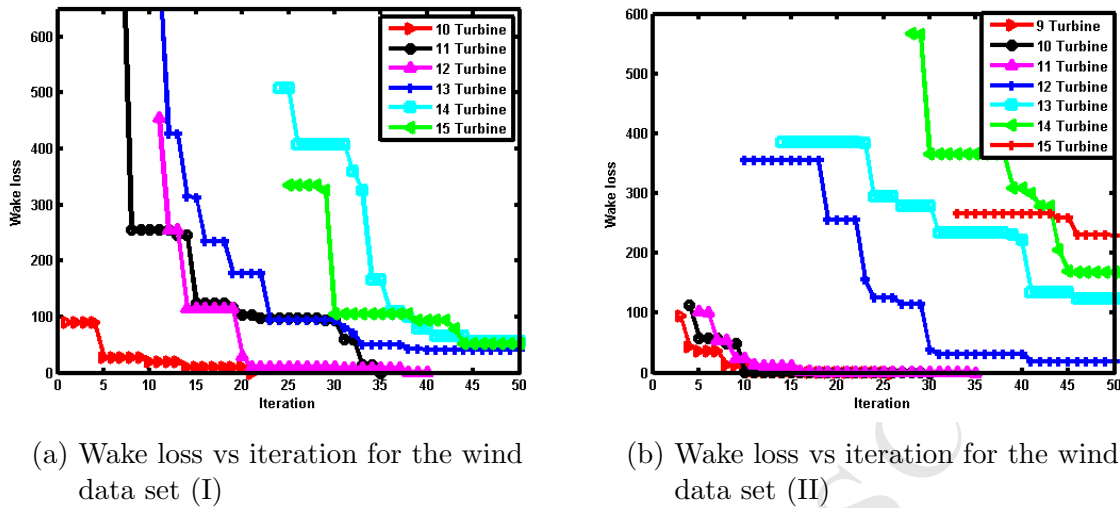 600
500
400
300
200
100
0
Wake loss
0 5 10 15 20 25 30 35 40 45 50
Iteration
10 Turbine
11 Turbine
12 Turbine
13 Turbine
14 Turbine
15 Turbine
600
500
400
300
200
100
0
Wake loss
0 5 10 15 20 25 30 35 40 45 50
Iteration
9 Turbine
10 Turbine
11 Turbine
12 Turbine
13 Turbine
14 Turbine
15 Turbine
(a) Wake loss vs iteration for the wind
data set (I)
(b) Wake loss vs iteration for the wind
data set (II)
SC